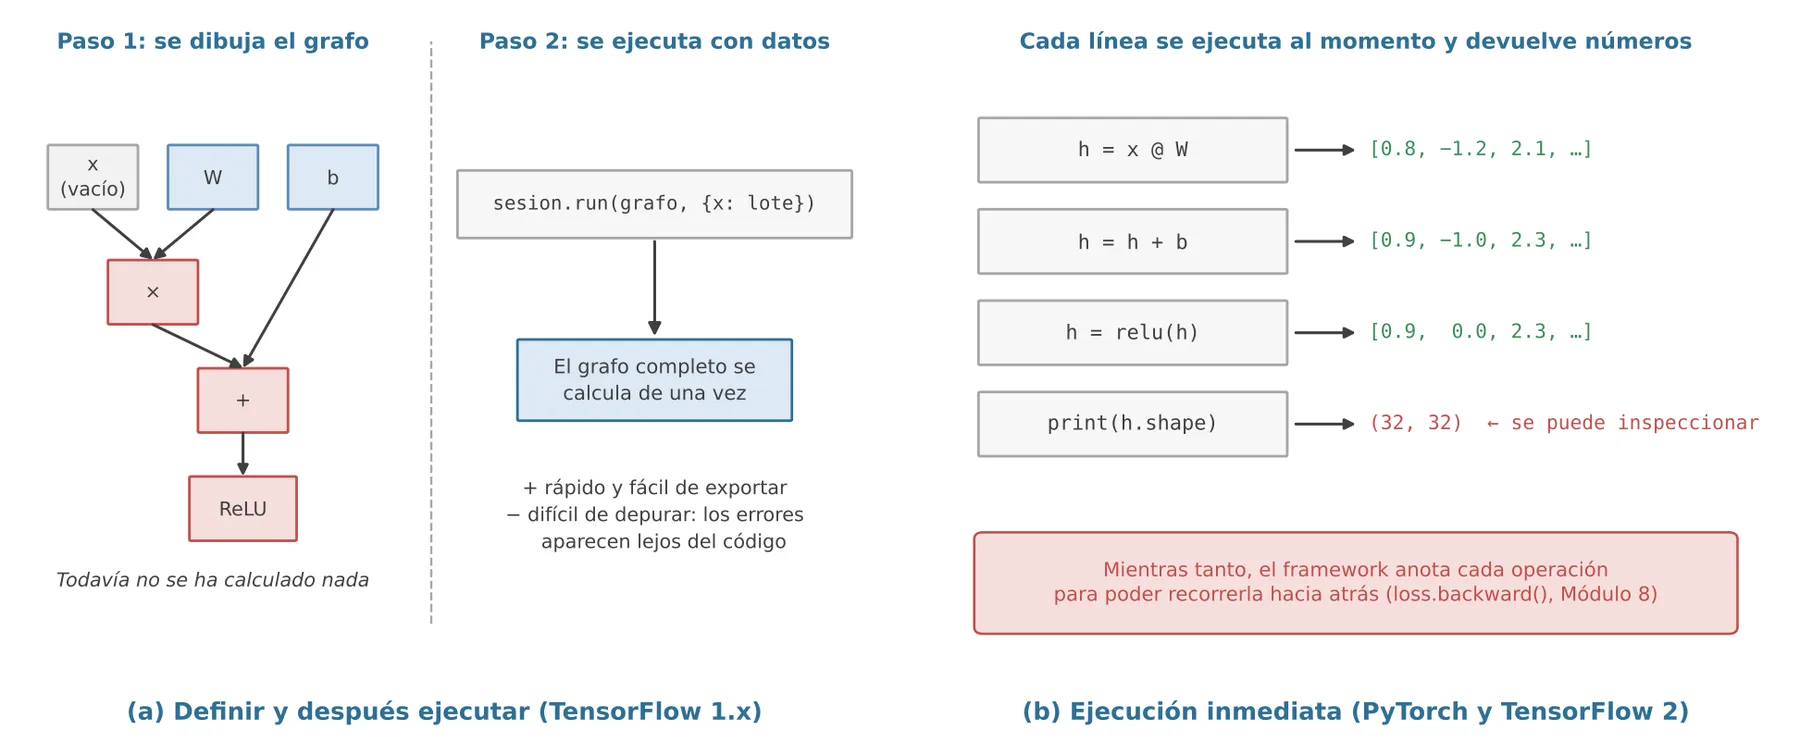 Paso 1: se dibuja el grafo
x
(vacío)
W
b
×
+
ReLU
Todavía no se ha calculado nada
Paso 2: se ejecuta con datos
sesion.run(grafo, {x: lote})
El grafo completo se
calcula de una vez
+ rápido y fácil de exportar
− difícil de depurar: los errores
aparecen lejos del código
(a) Definir y después ejecutar (TensorFlow 1.x)
Cada línea se ejecuta al momento y devuelve números
h = x @ W
[0.8, −1.2, 2.1, …]
h = h + b
[0.9, −1.0, 2.3, …]
h = relu(h)
[0.9,  0.0, 2.3, …]
print(h.shape)
(32, 32)  ← se puede inspeccionar
Mientras tanto, el framework anota cada operación
para poder recorrerla hacia atrás (loss.backward(), Módulo 8)
(b) Ejecución inmediata (PyTorch y TensorFlow 2)